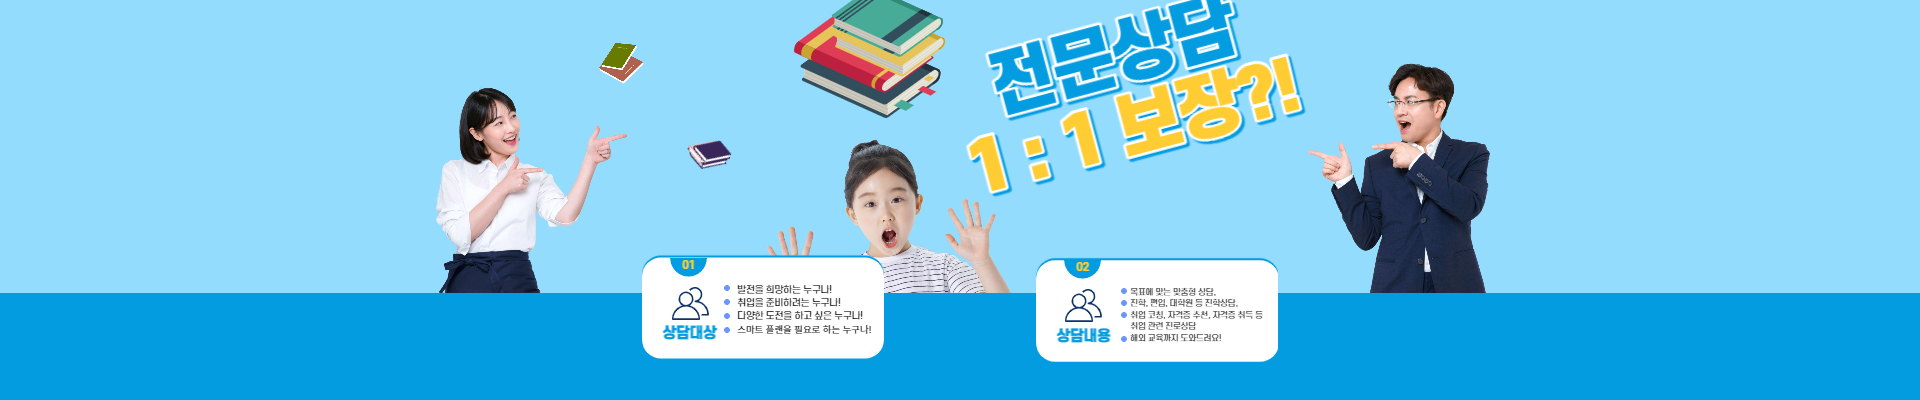 전문상담
1 : 1 보장?!
01
상담대상
발전을 희망하는 누구나!
취업을 준비하려는 누구나!
다양한 도전을 하고 싶은 누구나!
스마트 플랜을 필요로 하는 누구나!
02
상담내용
목표에 맞는 맞춤형 상담,
진학, 편입, 대학원 등 진학상담,
취업 코칭, 자격증 추천, 자격증 취득 등
취업 관련 진로상담
해외 교육까지 도와드려요!